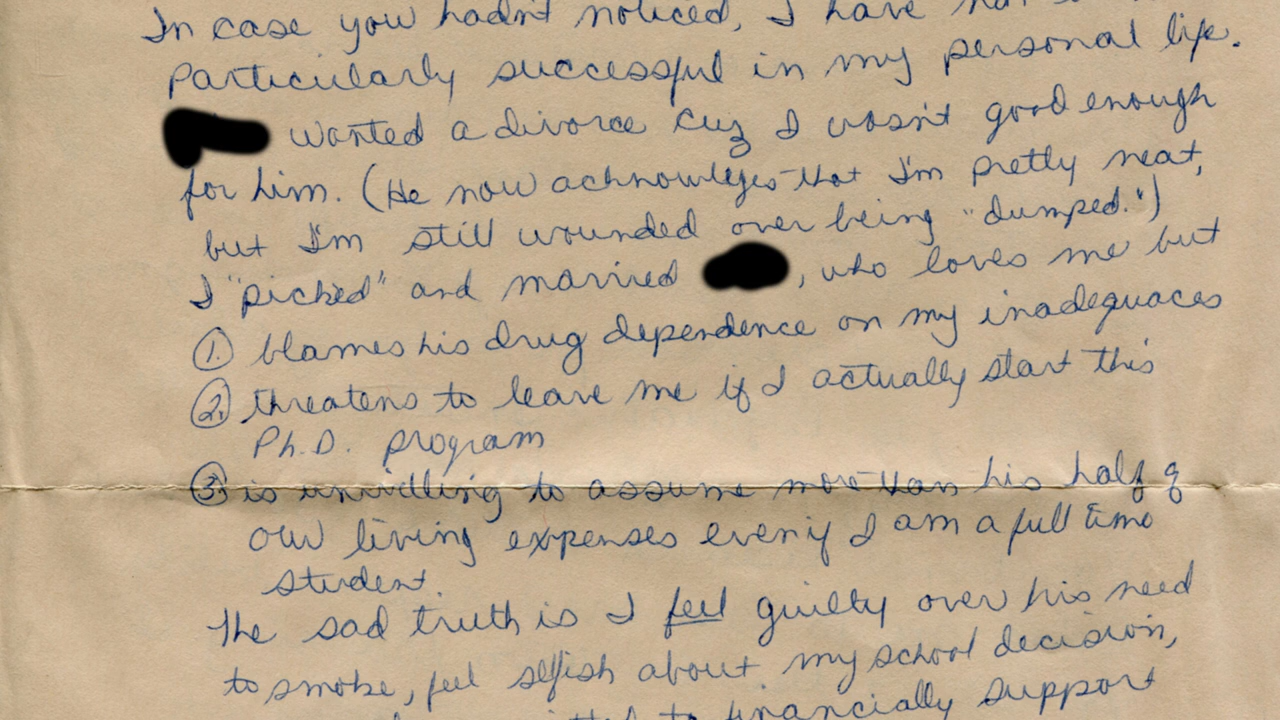 In case you hadn't noticed, I have
Particularly successful in my personal life.
wanted a divorce cuz I wasn't good enough
for him. (He now acknowleges that I'm pretty neat,
but I'm still wounded over being "dumped.")
I "picked" and married , who loves me but
1. blames his drug dependence on my inadequaces
2. threatens to leave me if I actually start this
Ph.D. program
3. is unwilling to assume more than his half of
our living expenses even if I am a full time
student.
The sad truth is I feel guilty over his need
to smoke, feel selfish about my school decision,
to financially support